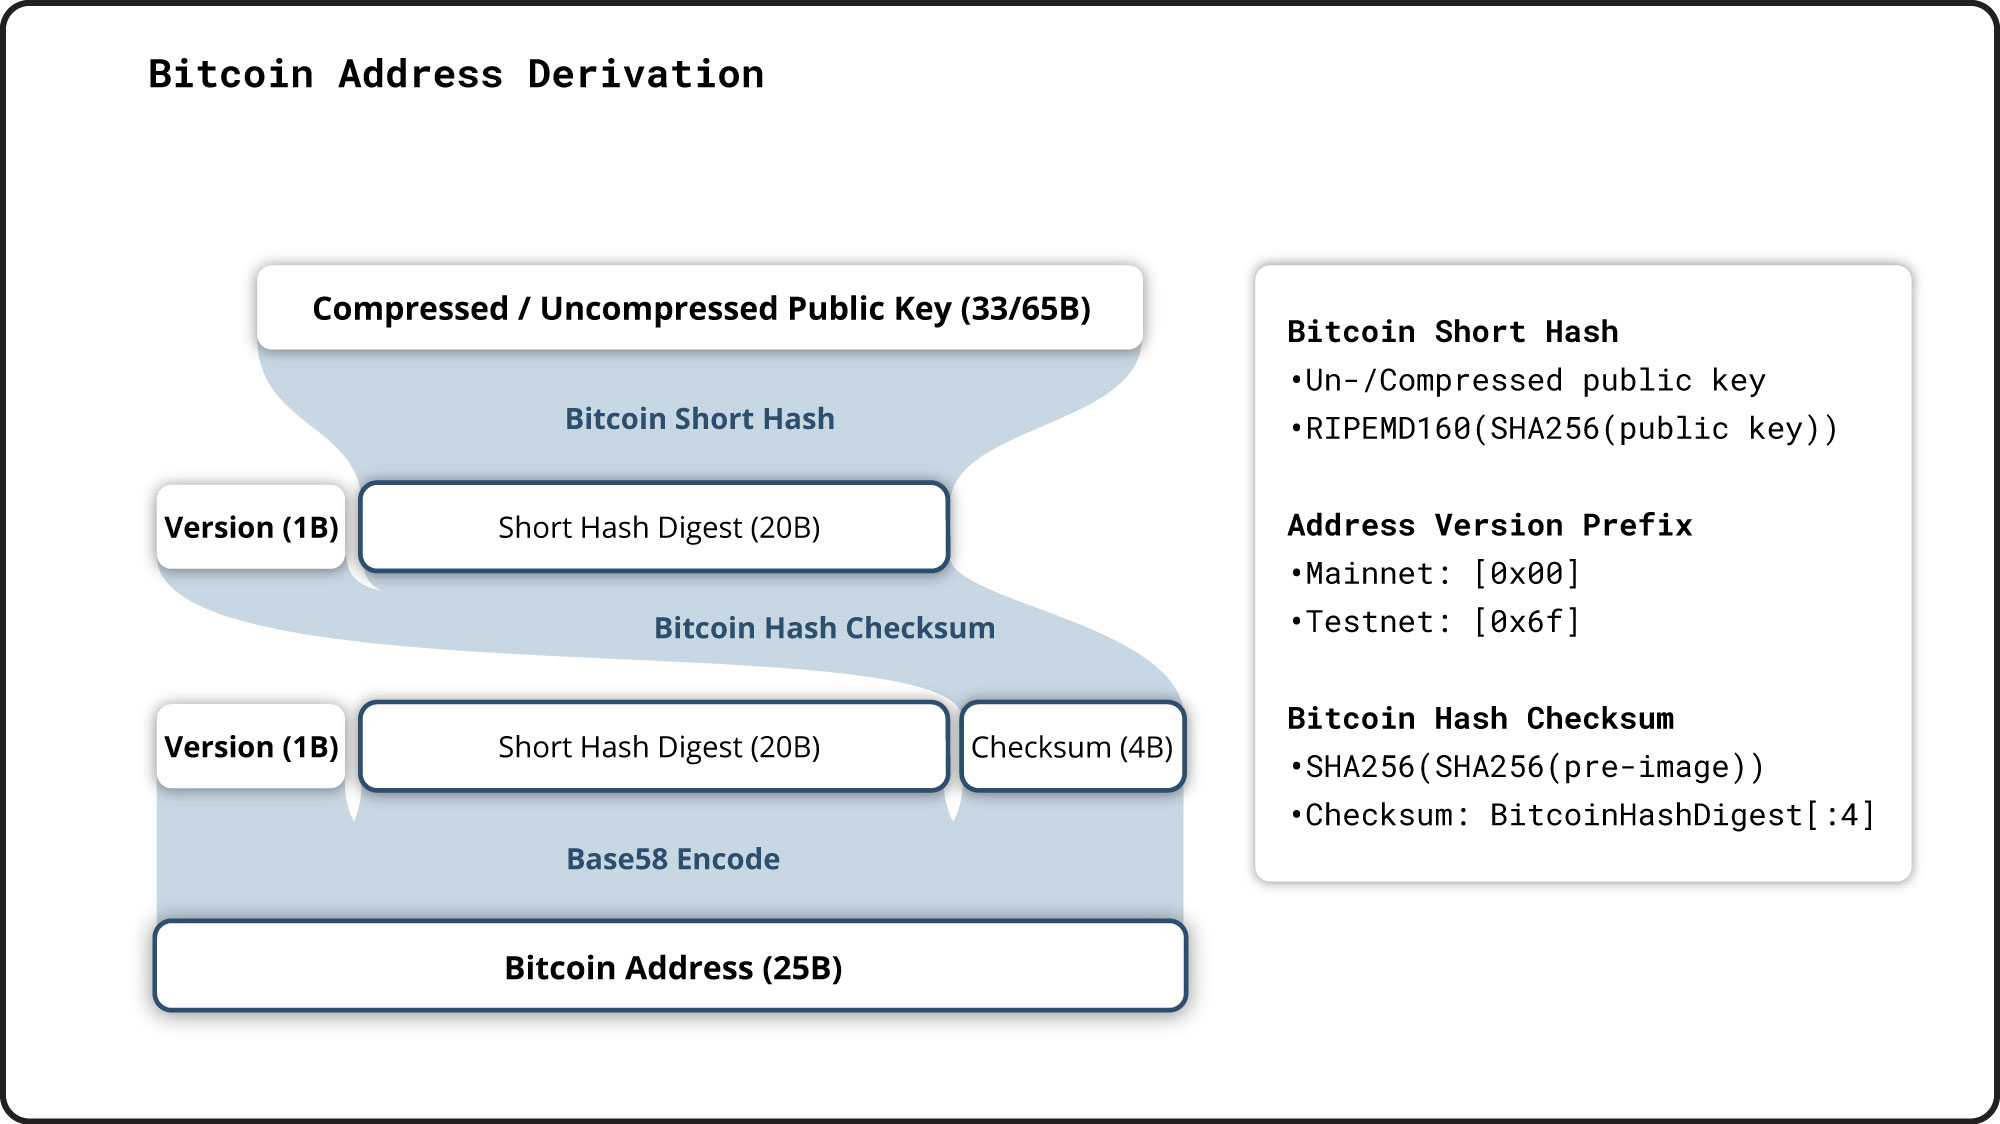 Bitcoin Address Derivation
Compressed / Uncompressed Public Key (33/65B)
Bitcoin Short Hash
Version (1B)
Short Hash Digest (20B)
Bitcoin Hash Checksum
Version (1B)
Short Hash Digest (20B)
Checksum (4B)
Base58 Encode
Bitcoin Address (25B)
Bitcoin Short Hash
•Un-/Compressed public key
•RIPEMD160(SHA256(public key))
Address Version Prefix
•Mainnet: [0x00]
•Testnet: [0x6f]
Bitcoin Hash Checksum
•SHA256(SHA256(pre-image))
•Checksum: BitcoinHashDigest[:4]